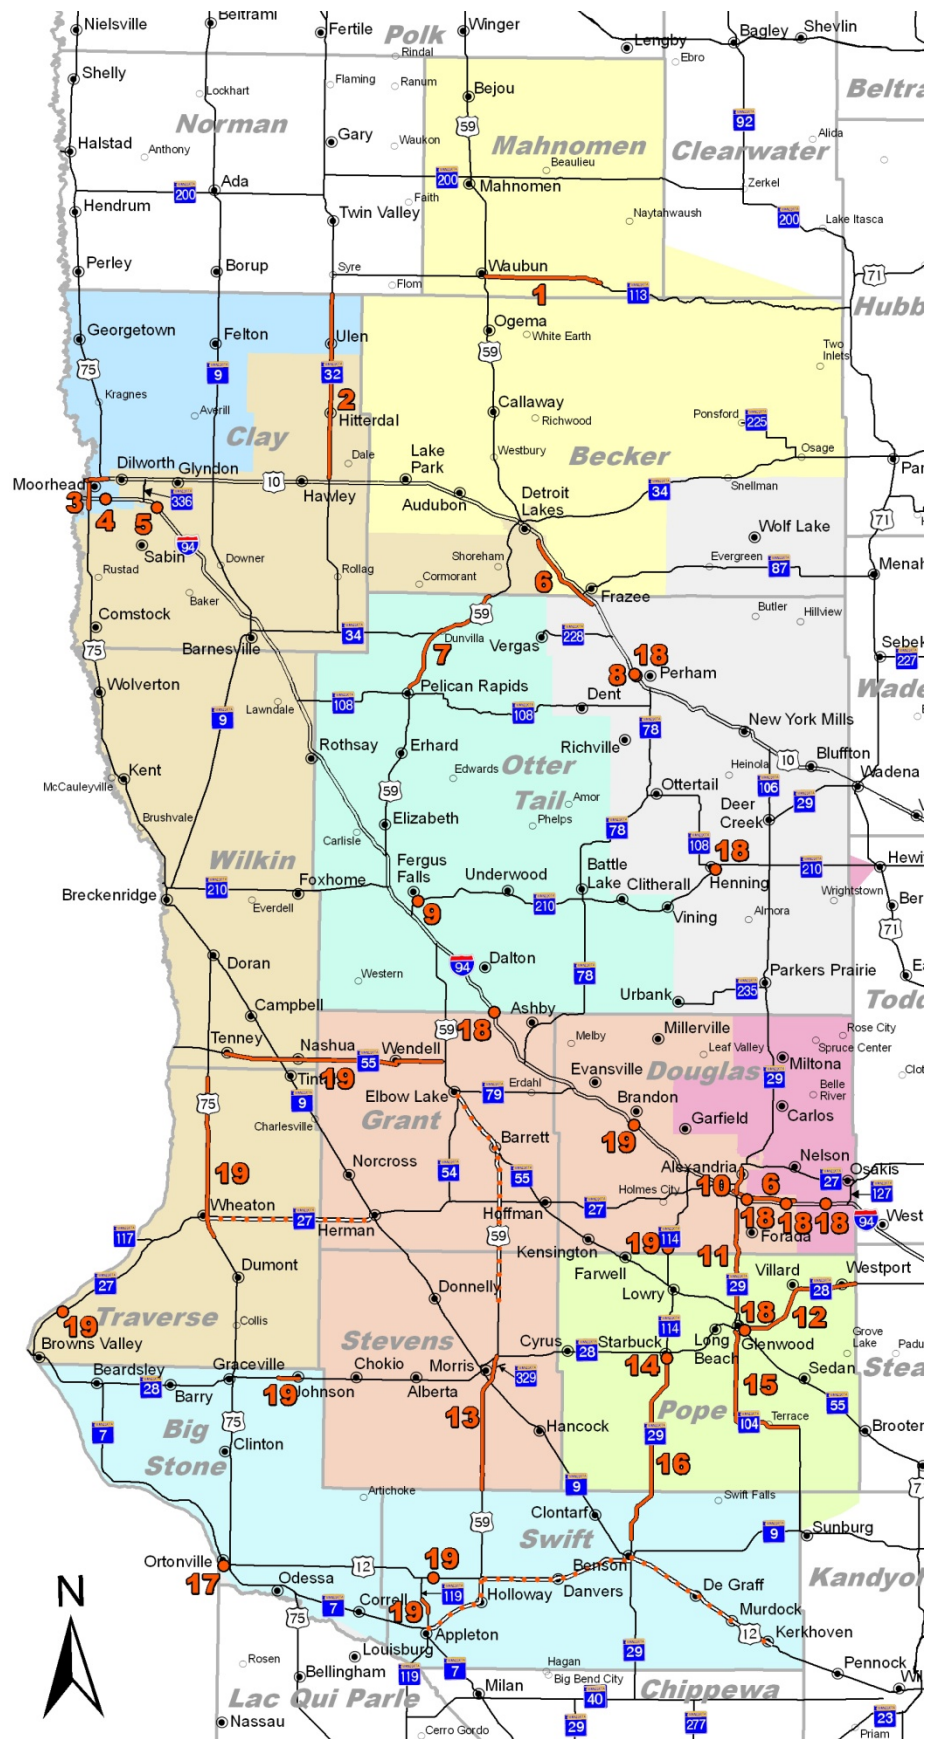 Nielsville
Beltrami
Fertile
Polk
Winger
Rindal
Lengby
Bagley
Shevlin
Ebro
Shelly
Lockhart
Flaming
Ranum
Bejou
Beltra
Norman
59
92
Halstad
Anthony
Gary
Waukon
Mahnomen
Beaulieu
Clearwater
Alida
Ada
200
200
Mahnomen
Zerkel
Hendrum
Faith
Twin Valley
Naytahwaush
200
Lake Itasca
Perley
Borup
Syre
Flom
Waubun
1
113
71
Hubb
Georgetown
Felton
Ulen
Ogema
White Earth
59
Two
Inlets
75
9
32
Kragnes
Averill
2
Hitterdal
Callaway
Richwood
Ponsford
225
Clay
Dale
Westbury
Becker
Osage
Par
Moorhead
Dilworth
Glyndon
10
Hawley
Lake
Park
Audubon
Detroit
Lakes
34
Snellman
3
4
5
336
94
Sabin
Downer
Wolf Lake
71
Rustad
Baker
Rollag
Shoreham
Cormorant
6
Evergreen
87
Menah
Frazee
Comstock
75
Barnesville
34
59
Dunvilla
7
Vergas
228
Butler
Hillview
Sebek
227
Wade
Wolverton
Lawndale
108
Pelican Rapids
108
Dent
8
18
Perham
9
78
New York Mills
Kent
McCauleyville
Rothsay
Erhard
Edwards
Otter
Tail
Richville
Heinola
10
Bluffton
Wadena
59
Amor
Ottertail
106
Deer
Creek
29
Brushvale
Carlisle
Elizabeth
Phelps
78
108
Wilkin
18
Hewi
Breckenridge
210
Foxhome
Everdell
Fergus
Falls
9
Underwood
210
Battle
Lake
Clitherall
Vining
Henning
210
Wrightstown
Almora
Ber
71
Doran
Western
94
Dalton
78
Urbank
235
Parkers Prairie
Todd
Campbell
18
59
Ashby
Melby
Millerville
Leaf Valley
Rose City
Spruce Center
Tenney
Nashua
55
19
Wendell
Evansville
Douglas
29
Miltona
Clot
Tint
75
9
Charlesville
Elbow Lake
79
Erdahl
Brandon
19
Garfield
Carlos
Belle
River
Grant
Barrett
19
Norcross
54
55
Alexandria
Nelson
27
Osakis
10
6
127
Holmes City
Wheaton
27
Herman
Hoffman
27
18
18
18
94
West
117
59
Kensington
19
114
11
Forada
27
Dumont
Farwell
29
Villard
28
Westport
Donnelly
Lowry
19
Traverse
Collis
Stevens
114
18
12
Browns Valley
Cyrus
28
Starbuck
Long
Beach
Glenwood
Grove
Lake
Padu
Beardsley
28
Barry
Graceville
19
Johnson
Chokio
Alberta
Morris
329
14
15
Sedan
Stea
55
7
Big
Stone
75
Clinton
13
Hancock
Pope
104
Terrace
Brooter
29
16
Artichoke
9
Swift Falls
59
Clontarf
Swift
9
Sunburg
Ortonville
17
12
19
Benson
Kandyoh
N
Odessa
7
Correll
119
19
Holloway
Danvers
De Graff
Murdock
75
Appleton
12
Kerkhoven
Louisburg
29
Rosen
Bellingham
119
7
Hagan
Big Bend City
Pennock
Lac Qui Parle
Milan
40
Chippewa
Nassau
Cerro Gordo
29
277
23
Priam